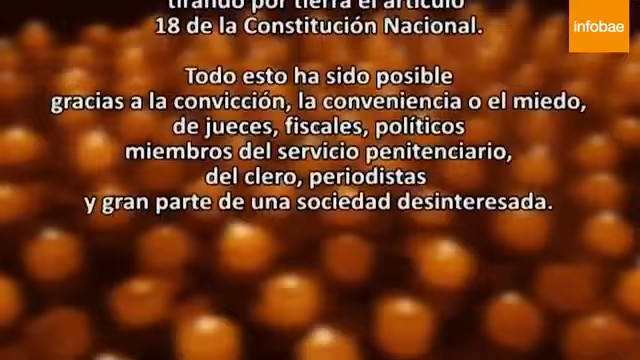 tirando por tierra el artículo
18 de la Constitución Nacional.
Todo esto ha sido posible
gracias a la convicción, la conveniencia o el miedo,
de jueces, fiscales, políticos
miembros del servicio penitenciario,
del clero, periodistas
y gran parte de una sociedad desinteresada.
infobae